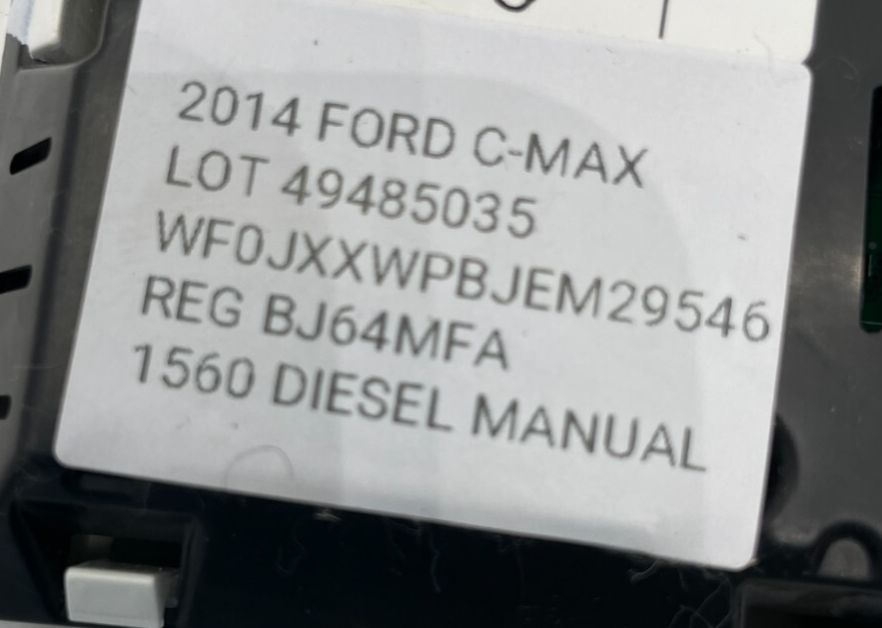 2014 FORD C-MAX
LOT 49485035
WF0JXXWPBJEM29546
REG BJ64MFA
1560 DIESEL MANUAL